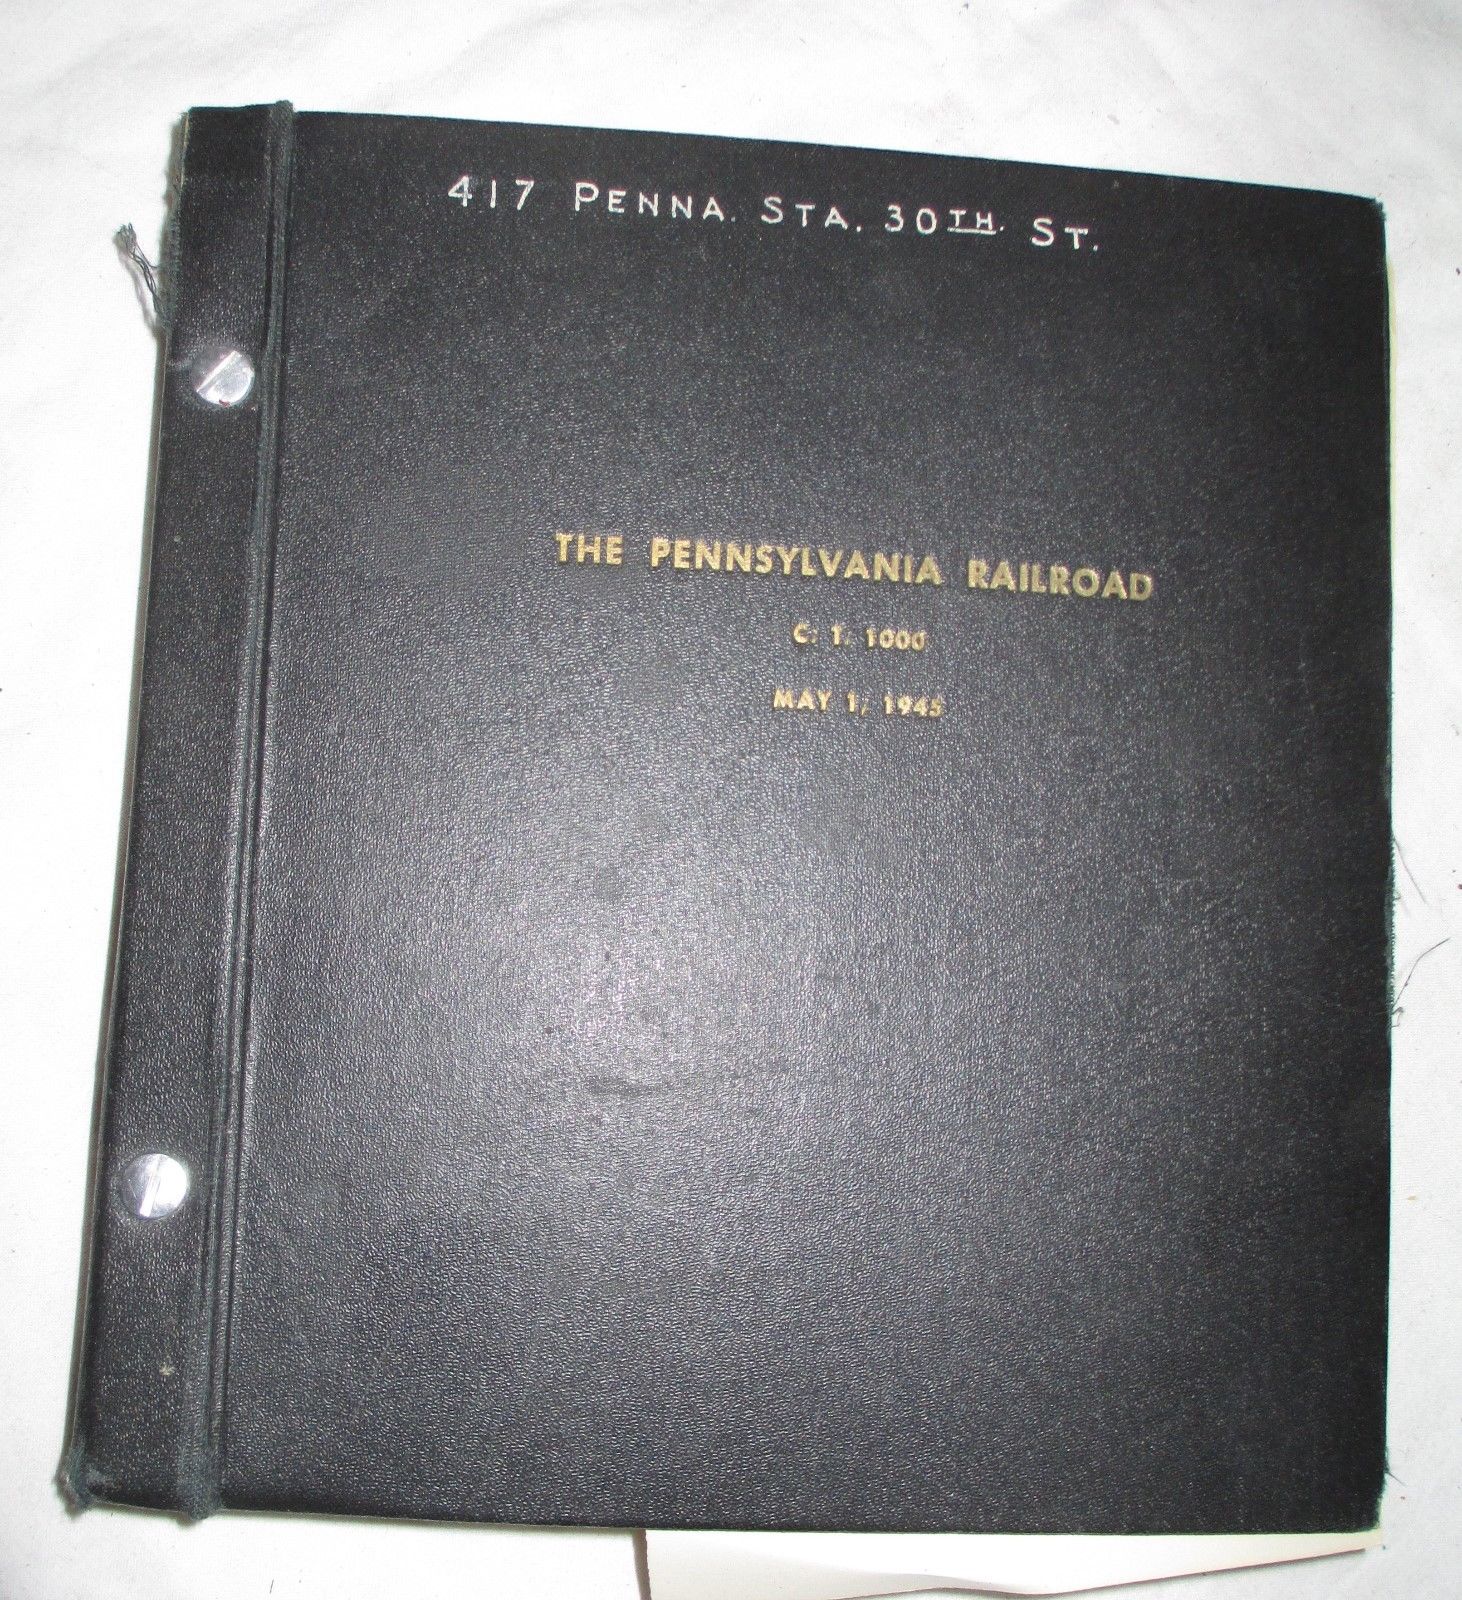 417 PENNA. STA. 30TH. ST.
THE PENNSYLVANIA RAILROAD
C. T. 1000
MAY 1, 1945